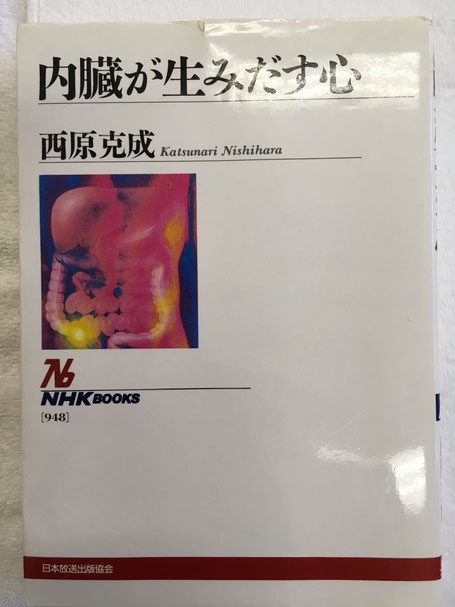 内臓が生みだす心
西原克成 Katsunari Nishihara
NHK BOOKS
[948]
日本放送出版協会